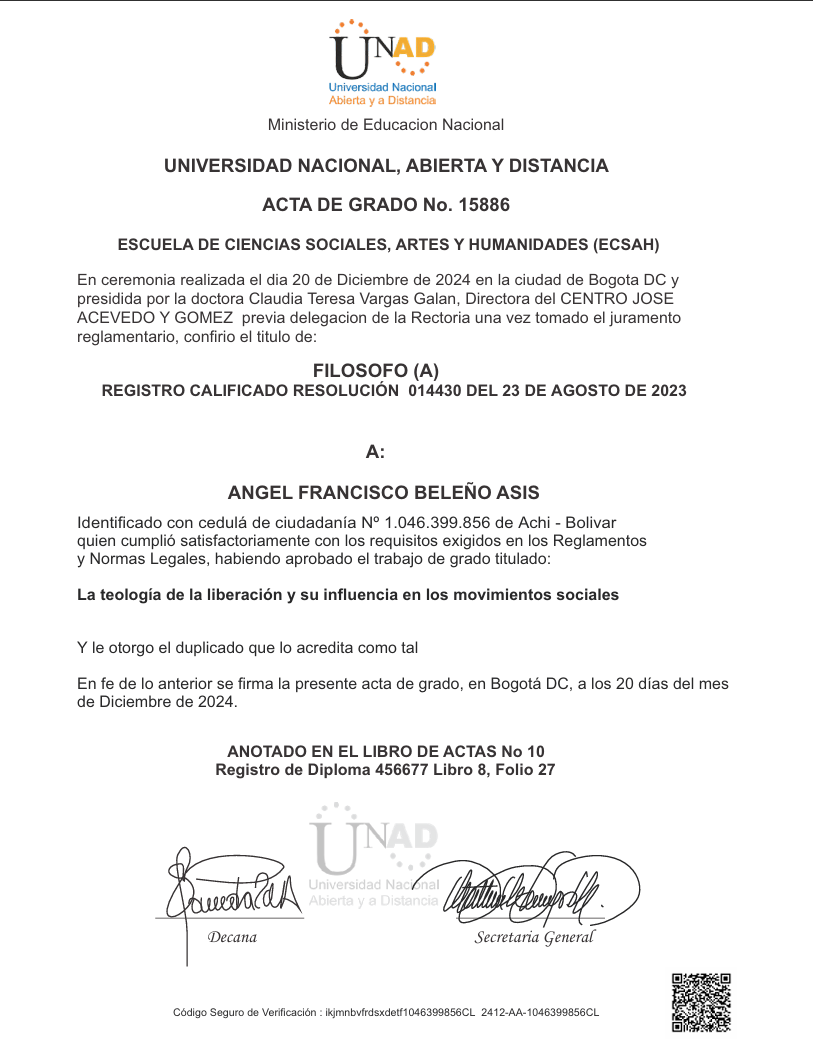 UNAD
Universidad Nacional
Abierta y a Distancia
Ministerio de Educacion Nacional
UNIVERSIDAD NACIONAL, ABIERTA Y DISTANCIA
ACTA DE GRADO No. 15886
ESCUELA DE CIENCIAS SOCIALES, ARTES Y HUMANIDADES (ECSAH)
En ceremonia realizada el dia 20 de Diciembre de 2024 en la ciudad de Bogota DC y
presidida por la doctora Claudia Teresa Vargas Galan, Directora del CENTRO JOSE
ACEVEDO Y GOMEZ  previa delegacion de la Rectoria una vez tomado el juramento
reglamentario, confirio el titulo de:
FILOSOFO (A)
REGISTRO CALIFICADO RESOLUCIÓN  014430 DEL 23 DE AGOSTO DE 2023
A:
ANGEL FRANCISCO BELEÑO ASIS
Identificado con cedulá de ciudadanía Nº 1.046.399.856 de Achi - Bolivar
quien cumplió satisfactoriamente con los requisitos exigidos en los Reglamentos
y Normas Legales, habiendo aprobado el trabajo de grado titulado:
La teología de la liberación y su influencia en los movimientos sociales
Y le otorgo el duplicado que lo acredita como tal
En fe de lo anterior se firma la presente acta de grado, en Bogotá DC, a los 20 días del mes
de Diciembre de 2024.
ANOTADO EN EL LIBRO DE ACTAS No 10
Registro de Diploma 456677 Libro 8, Folio 27
UNAD
Universidad Nacional
Abierta y a Distancia
Decana
Secretaria General
Código Seguro de Verificación : ikjmnbvfrdsxdetf1046399856CL  2412-AA-1046399856CL